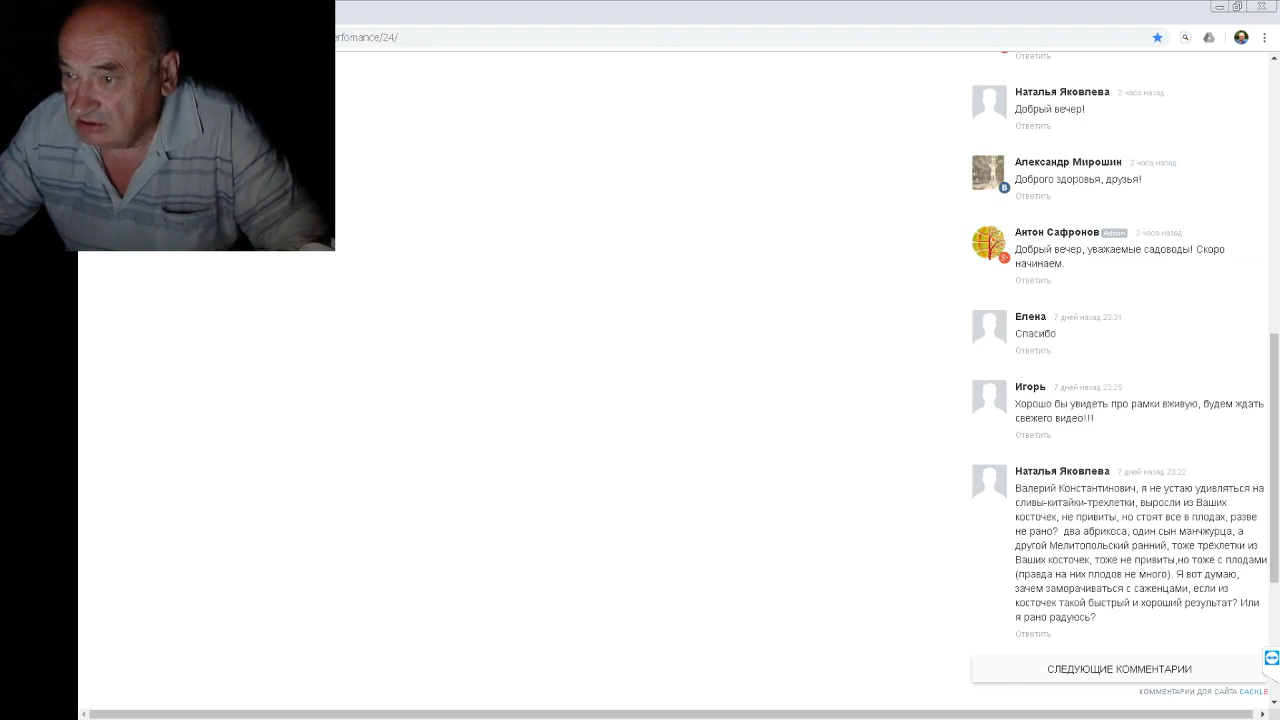 erfomance/24/
Ответить
Наталья Яковлева 2 часа назад
Добрый вечер!
Ответить
Александр Мирошин 2 часа назад
Доброго здоровья, друзья!
Ответить
Антон Сафронов Admin 2 часа назад
Добрый вечер, уважаемые садоводы! Скоро
начинаем.
Ответить
Елена 7 дней назад 23:31
Спасибо
Ответить
Игорь 7 дней назад 23:25
Хорошо бы увидеть про рамки вживую, будем ждать
свежего видео!!!
Ответить
Наталья Яковлева 7 дней назад 23:22
Валерий Константинович, я не устаю удивляться на
сливы-китайки-трехлетки, выросли из Ваших
косточек, не привиты, но стоят все в плодах, разве
не рано? два абрикоса, один сын манчжурца, а
другой Мелитопольский ранний, тоже трёхлетки из
Ваших косточек, тоже не привиты,но тоже с плодами
(правда на них плодов не много). Я вот думаю,
зачем заморачиваться с саженцами, если из
косточек такой быстрый и хороший результат? Или
я рано радуюсь?
Ответить
СЛЕДУЮЩИЕ КОММЕНТАРИИ
КОММЕНТАРИИ ДЛЯ САЙТА CACKLE